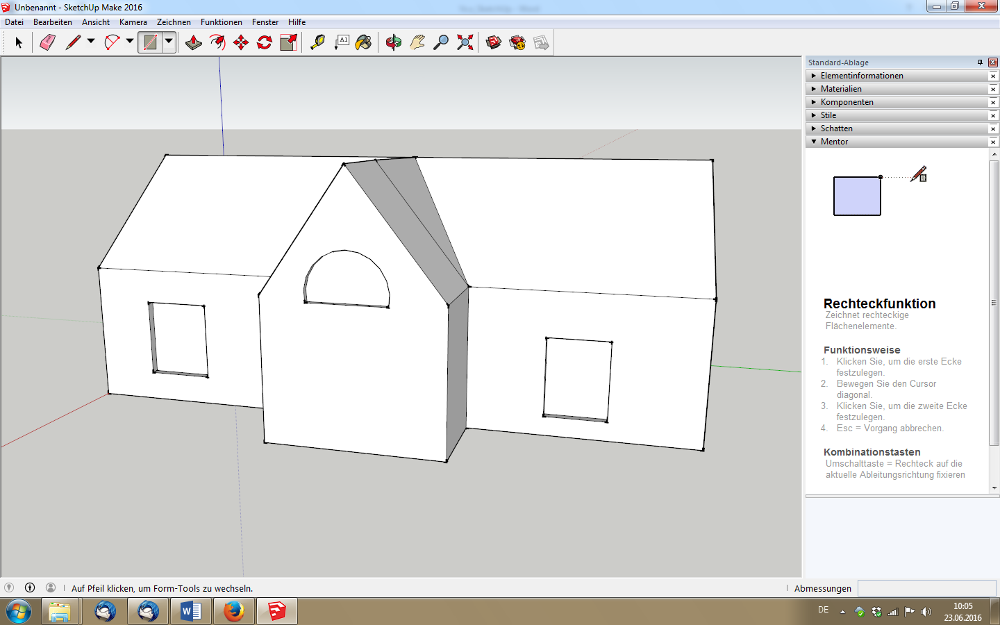 Unbenannt - SketchUp Make 2016
Datei Bearbeiten Ansicht Kamera Zeichnen Funktionen Fenster Hilfe
A1
Standard-Ablage
Elementinformationen
Materialien
Komponenten
Stile
Schatten
Mentor
Rechteckfunktion
Zeichnet rechteckige
Flächenelemente.
Funktionsweise
1. Klicken Sie, um die erste Ecke
festzulegen.
2. Bewegen Sie den Cursor
diagonal.
3. Klicken Sie, um die zweite Ecke
festzulegen.
4. Esc = Vorgang abbrechen.
Kombinationstasten
Umschalttaste = Rechteck auf die
aktuelle Ableitungsrichtung fixieren
Auf Pfeil klicken, um Form-Tools zu wechseln.
Abmessungen
DE
10:05
23.06.2016